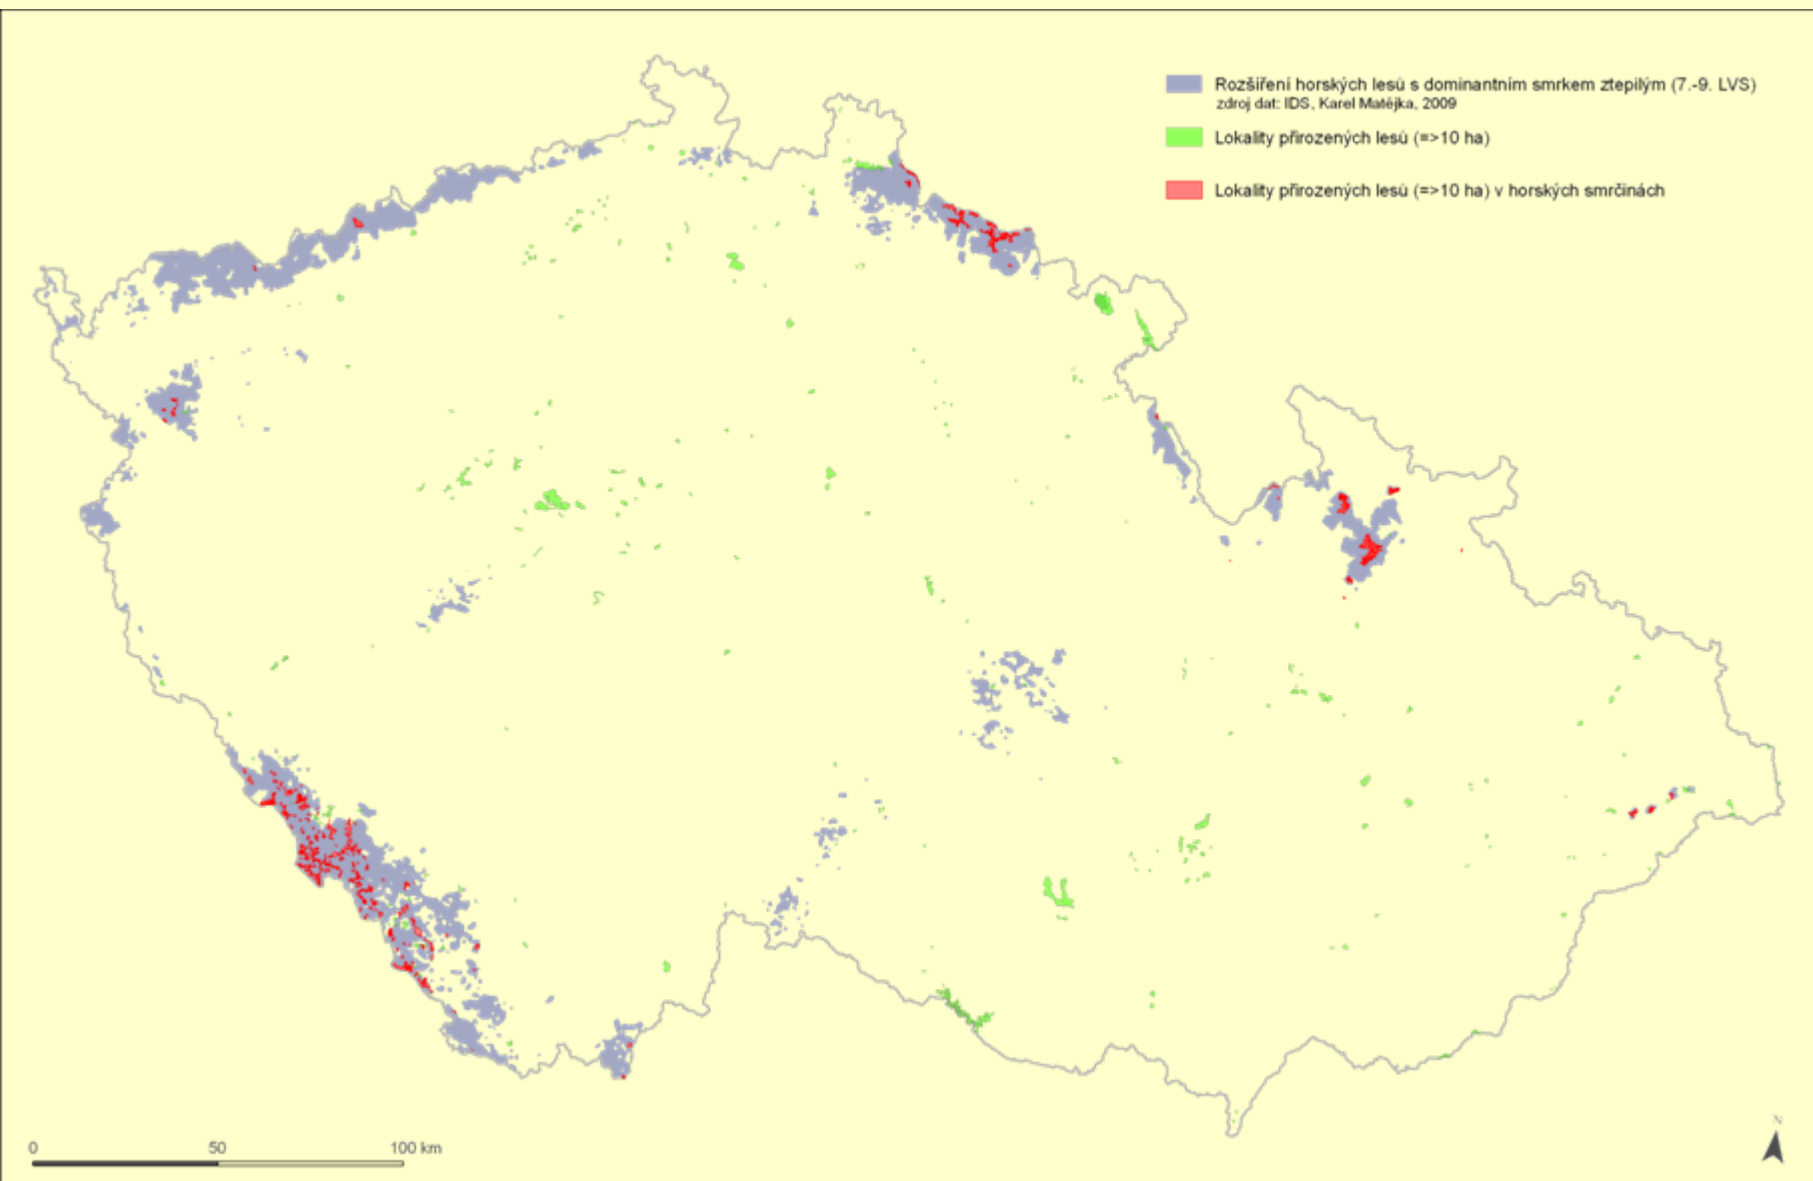 Rozšíření horských lesů s dominantním smrkem ztepilým (7.-9. LVS)
zdroj dat: IDS, Karel Matějka, 2009
Lokality přirozených lesů (=>10 ha)
Lokality přirozených lesů (=>10 ha) v horských smrčinách
0 50 100 km
N